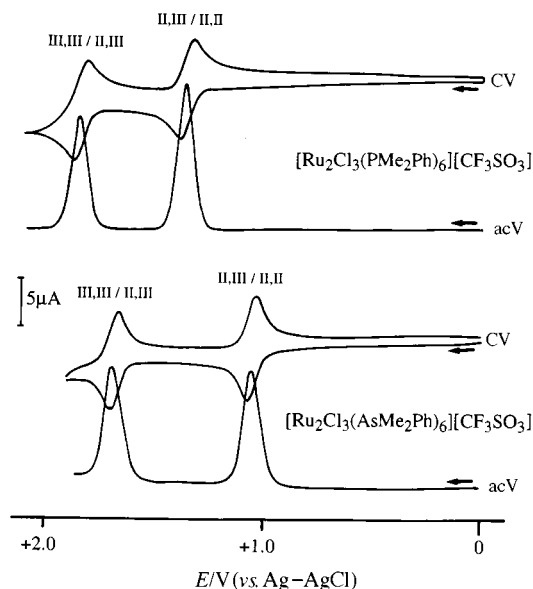 II,III / II,II
III,III / II,III
CV
[Ru₂Cl₃(PMe₂Ph)₆][CF₃SO₃]
acV
II,III / II,II
III,III / II,III
5µA
CV
[Ru₂Cl₃(AsMe₂Ph)₆][CF₃SO₃]
acV
+2.0 +1.0 0
E/V(vs. Ag–AgCl)